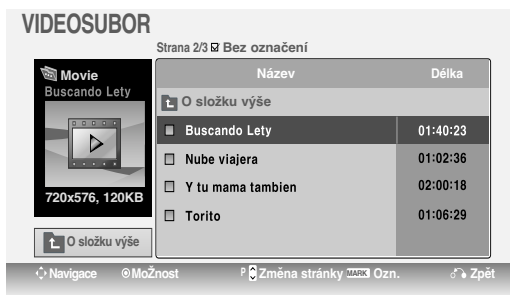 VIDEOSUBOR
Strana 2/3 Bez označení
Movie
Buscando Lety
720x576, 120KB
O složku výše
Název Délka
O složku výše
Buscando Lety 01:40:23
Nube viajera 01:02:36
Y tu mama tambien 02:00:18
Torito 01:06:29
Navigace MoŽnost P Změna stránky MARK Ozn. Zpět